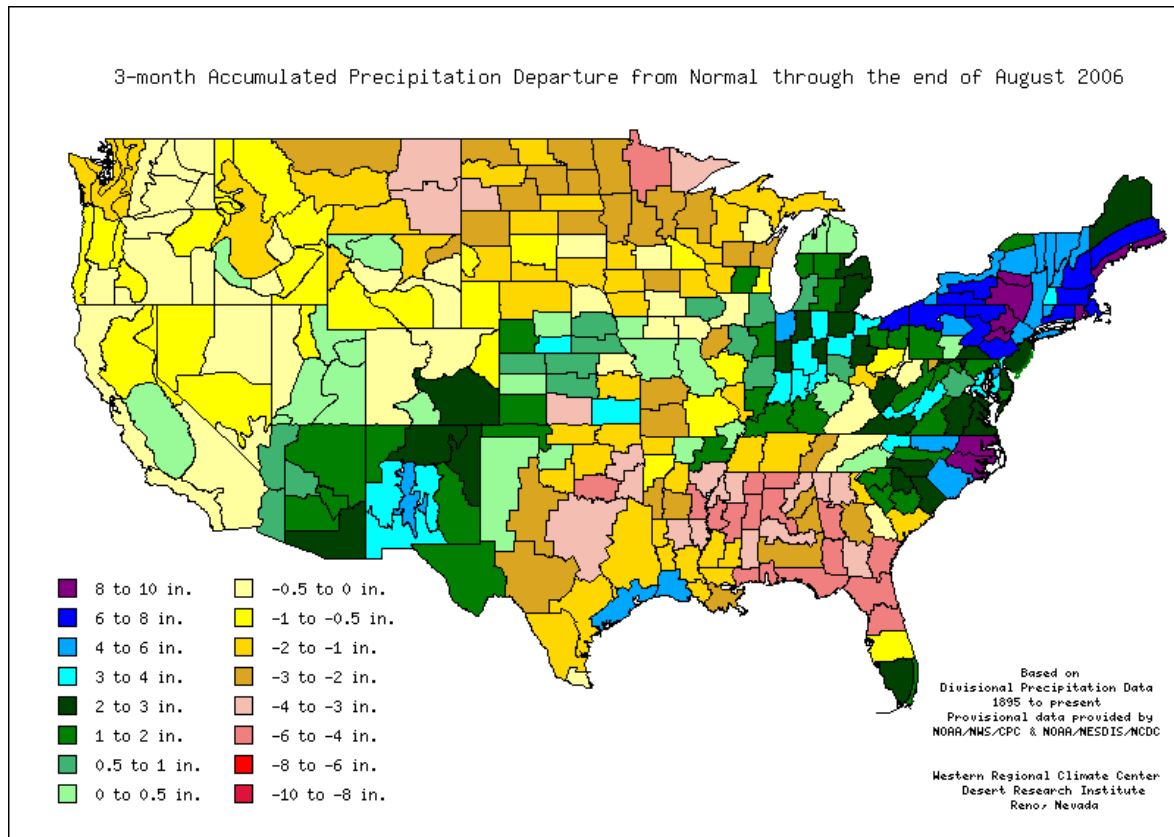 3-month Accumulated Precipitation Departure from Normal through the end of August 2006
8 to 10 in.
6 to 8 in.
4 to 6 in.
3 to 4 in.
2 to 3 in.
1 to 2 in.
0.5 to 1 in.
0 to 0.5 in.
-0.5 to 0 in.
-1 to -0.5 in.
-2 to -1 in.
-3 to -2 in.
-4 to -3 in.
-6 to -4 in.
-8 to -6 in.
-10 to -8 in.
Based on
Divisional Precipitation Data
1895 to present
Provisional data provided by
NOAA/NWS/CPC & NOAA/NESDIS/NCDC
Western Regional Climate Center
Desert Research Institute
Reno, Nevada